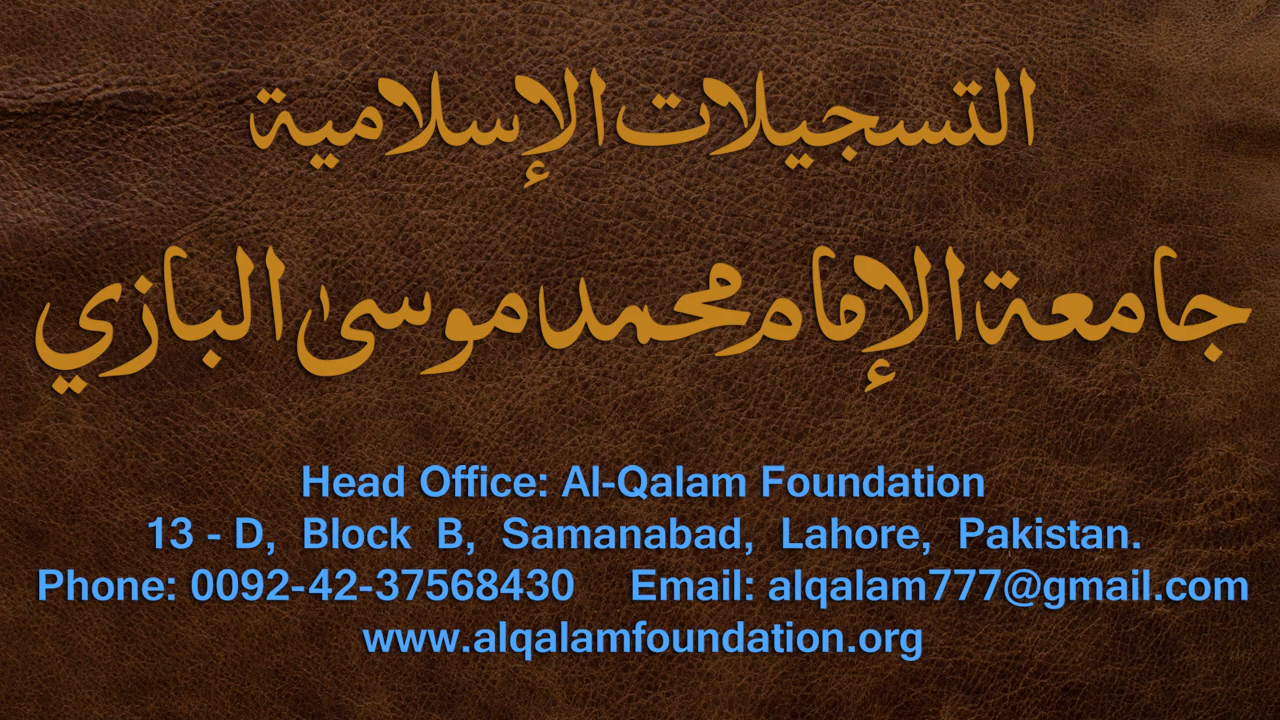 التسجيلات الإسلامية
جامعة الإمام محمد موسىٰ البازي
Head Office: Al-Qalam Foundation
13 - D, Block B, Samanabad, Lahore, Pakistan.
Phone: 0092-42-37568430 Email: alqalam777@gmail.com
www.alqalamfoundation.org